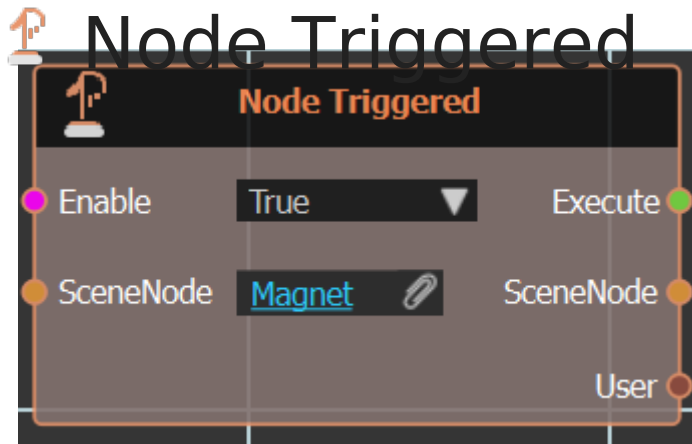 Node Triggered
Node Triggered
Enable True Execute
SceneNode Magnet SceneNode
User